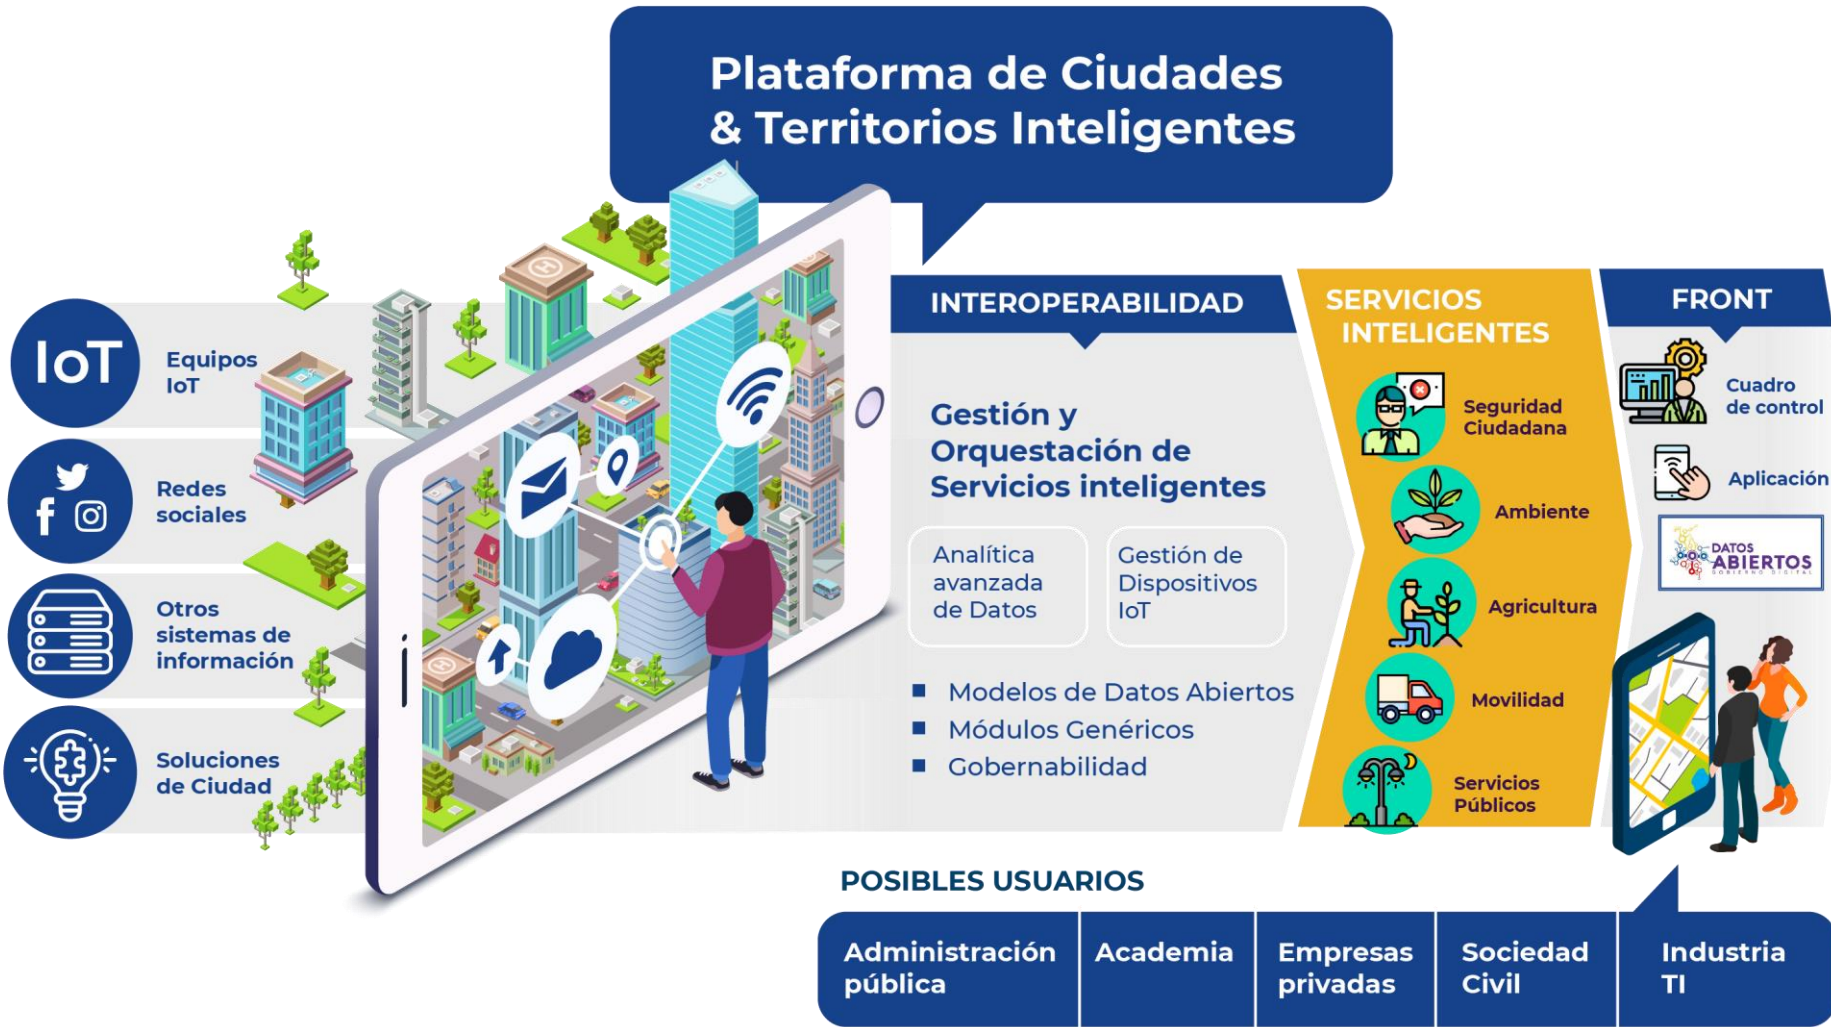 Plataforma de Ciudades
& Territorios Inteligentes
IoT
Equipos
IoT
Redes
sociales
Otros
sistemas de
información
Soluciones
de Ciudad
INTEROPERABILIDAD
Gestión y
Orquestación de
Servicios inteligentes
Analítica
avanzada
de Datos
Gestión de
Dispositivos
IoT
Modelos de Datos Abiertos
Módulos Genéricos
Gobernabilidad
SERVICIOS
INTELIGENTES
Seguridad
Ciudadana
Ambiente
Agricultura
Movilidad
Servicios
Públicos
FRONT
Cuadro
de control
Aplicación
DATOS
ABIERTOS
GOBIERNO DIGITAL
POSIBLES USUARIOS
Administración
pública
Academia
Empresas
privadas
Sociedad
Civil
Industria
TI